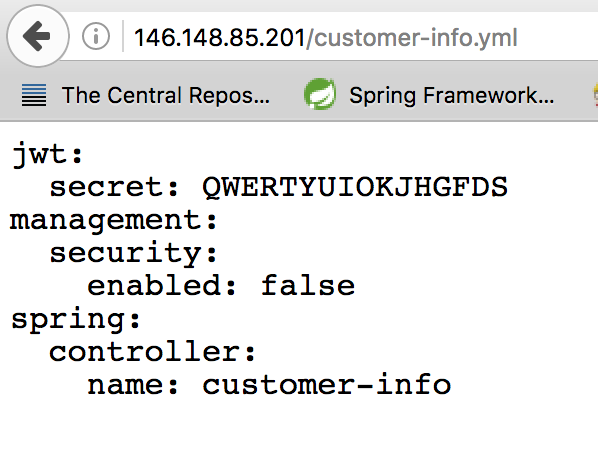 146.148.85.201/customer-info.yml
The Central Repos... Spring Framework...
jwt:
  secret: QWERTYUIOKJHGFDS
management:
  security:
    enabled: false
spring:
  controller:
    name: customer-info